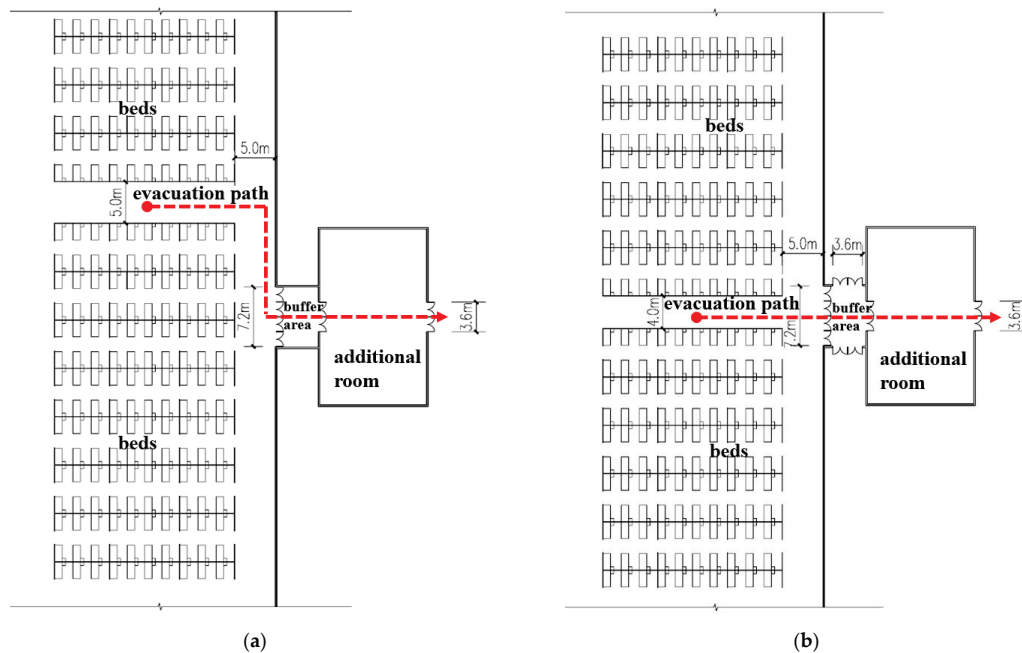 beds
5.0m
evacuation path
5.0m
7.2m
buffer
area
3.6m
additional
room
beds
(a)
beds
5.0m
3.6m
evacuation path
4.0m
7.2m
buffer
area
3.6m
additional
room
beds
(b)